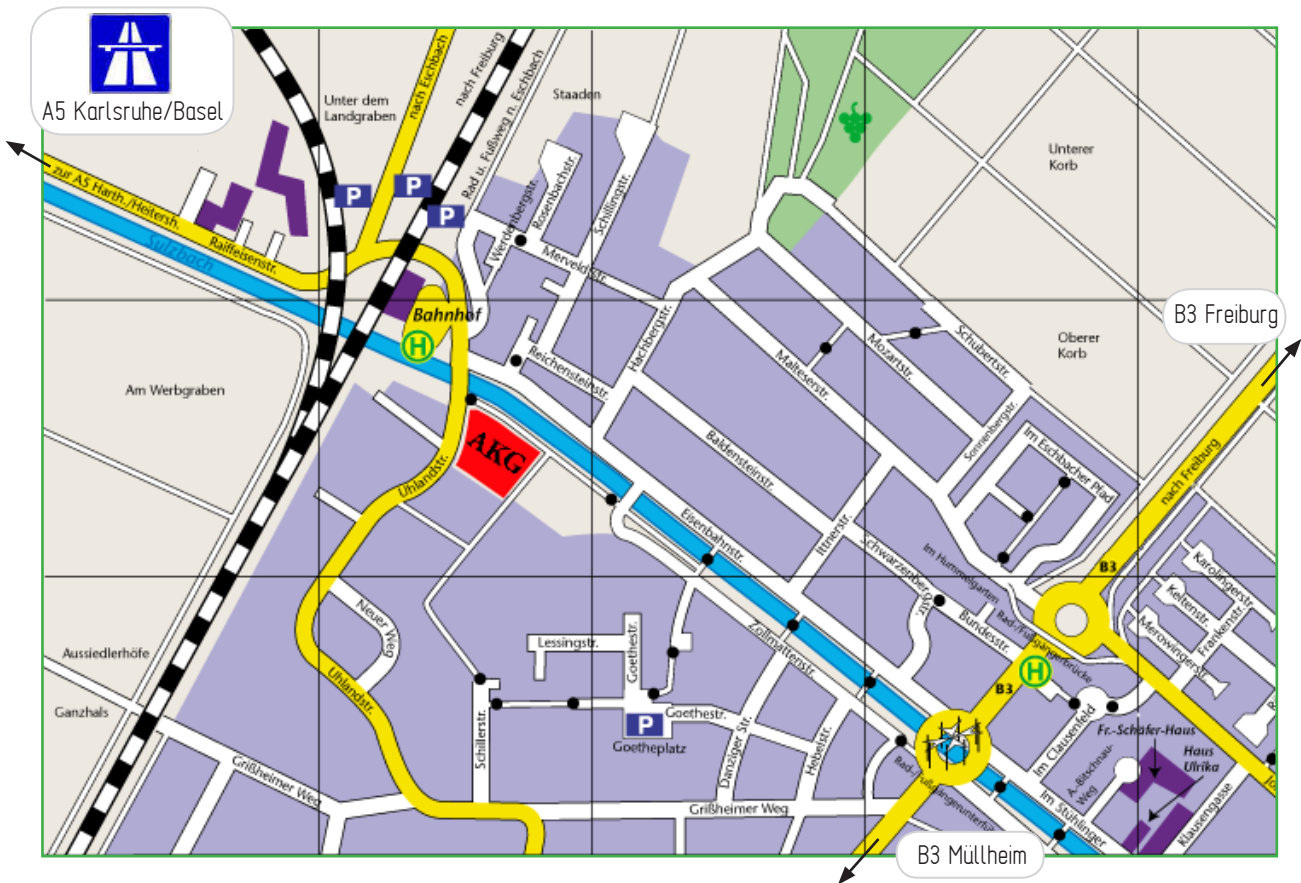 A5 Karlsruhe/Basel
zur A5 Harth./Heitersh.
Sulzbach
Raiffeisenstr.
Unter dem
Landgraben
nach Eschbach
nach Freiburg
Rad u. Fußweg n. Eschbach
Staaden
P
P
P
Werdenbergstr.
Rosenbachstr.
Schillingstr.
Merveldtstr.
Unterer
Korb
B3 Freiburg
Bahnhof
H
Am Werbgraben
Reichensteinstr.
Hachbergstr.
Malteserstr.
Mozartstr.
Schubertstr.
Oberer
Korb
AKG
Uhlandstr.
Baldensteinstr.
Sonnenbergstr.
Im Eschbacher Pfad
nach Freiburg
Eisenbahnstr.
Ittnerstr.
Schwarzenbergstr.
Im Hummelgarten
B3
Karolingerstr.
Keltenstr.
Frankenstr.
Merowingerstr.
Neuer Weg
Lessingstr.
Goethestr.
Zollmattenstr.
Bundesstr.
Rad-/Fußgängerbrücke
H
B3
Aussiedlerhöfe
Ganzhals
Uhlandstr.
Schillerstr.
P
Goethestr.
Goetheplatz
Danziger Str.
Hebelstr.
Im Clausenfeld
Fr.-Schäfer-Haus
Haus
Ulrika
A.-Bitschnau-
Weg
Grißheimer Weg
Grißheimer Weg
Im Stühlinger
Klausengasse
B3 Müllheim